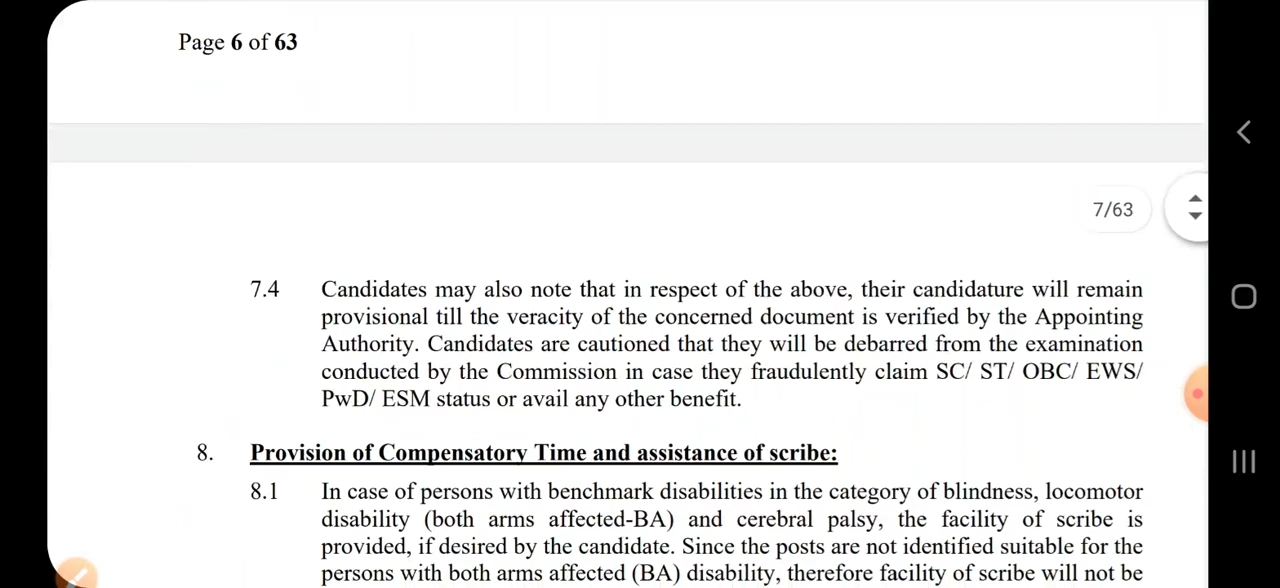 Page 6 of 63
7/63
7.4 Candidates may also note that in respect of the above, their candidature will remain
provisional till the veracity of the concerned document is verified by the Appointing
Authority. Candidates are cautioned that they will be debarred from the examination
conducted by the Commission in case they fraudulently claim SC/ ST/ OBC/ EWS/
PwD/ ESM status or avail any other benefit.
8. Provision of Compensatory Time and assistance of scribe:
8.1 In case of persons with benchmark disabilities in the category of blindness, locomotor
disability (both arms affected-BA) and cerebral palsy, the facility of scribe is
provided, if desired by the candidate. Since the posts are not identified suitable for the
persons with both arms affected (BA) disability, therefore facility of scribe will not be